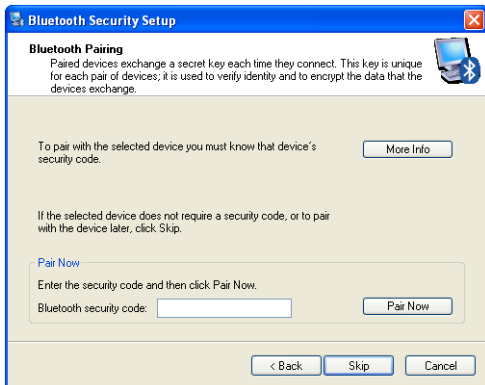 Bluetooth Security Setup
Bluetooth Pairing
Paired devices exchange a secret key each time they connect. This key is unique
for each pair of devices; it is used to verify identity and to encrypt the data that the
devices exchange.
To pair with the selected device you must know that device's
security code.
More Info
If the selected device does not require a security code, or to pair
with the device later, click Skip.
Pair Now
Enter the security code and then click Pair Now.
Bluetooth security code:
Pair Now
< Back
Skip
Cancel